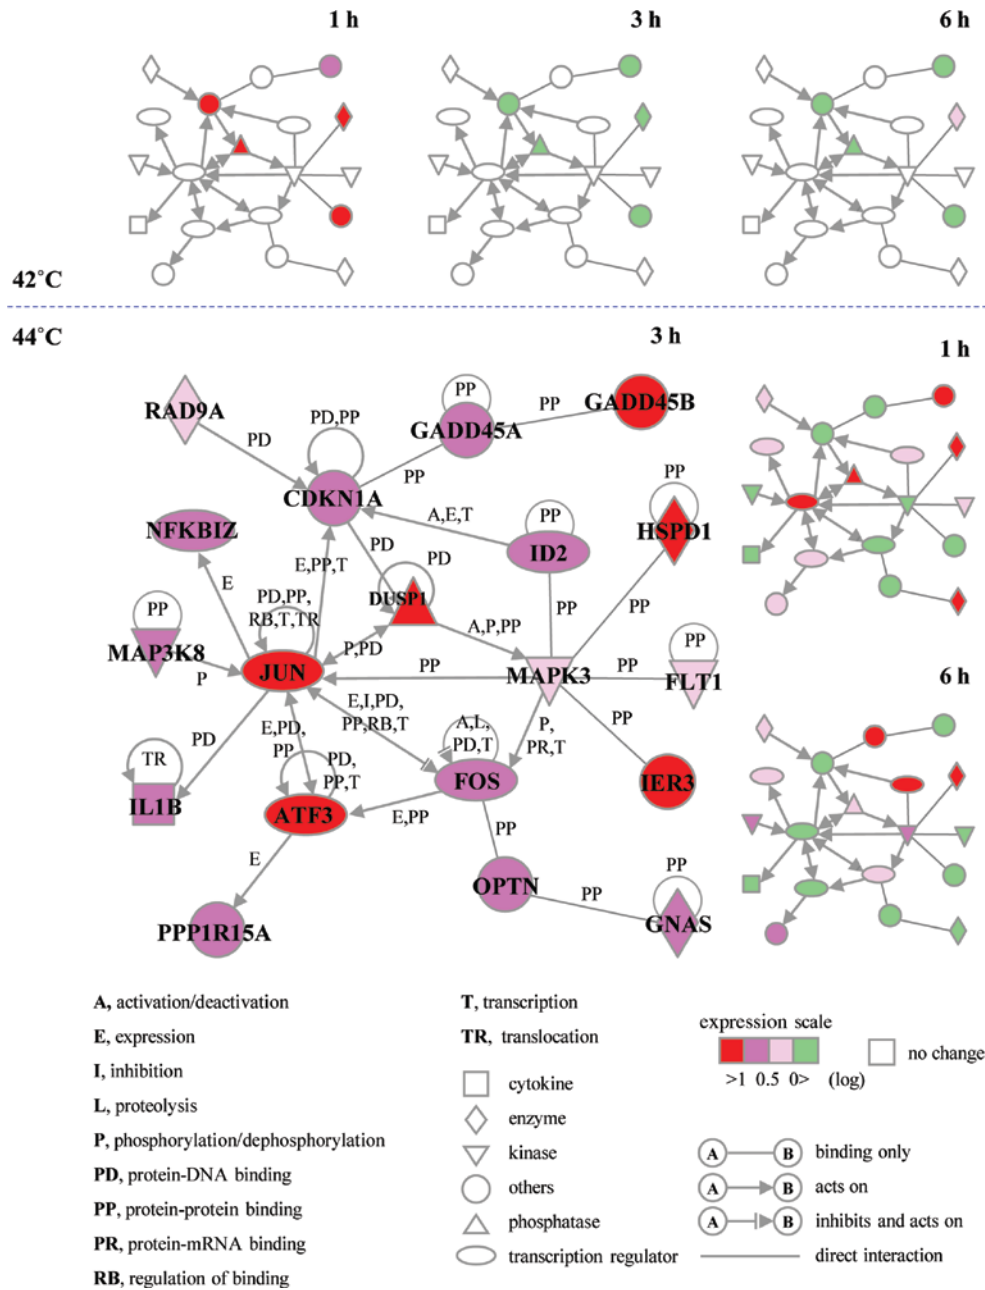 1 h
3 h
6 h
42˚C
44˚C
3 h
1 h
RAD9A
PD
PD,PP
PP
GADD45A
PP
GADD45B
PP
CDKN1A
A,E,T
PP
ID2
PP
HSPD1
NFKBIZ
E
E,PP,T
PD
PD
DUSP1
PD,PP,
RB,T,TR
PP
MAP3K8
P
JUN
P,PD
A,P,PP
PP
PP
PP
MAPK3
PP
PP
FLT1
6 h
PD
E,PD,
PP
E,I,PD,
PP,RB,T
A,L,
PD,T
P,
PR,T
PP
TR
IL1B
PD,
PP,T
ATF3
FOS
IER3
E,PP
PP
E
PPP1R15A
OPTN
PP
PP
GNAS
A, activation/deactivation
E, expression
I, inhibition
L, proteolysis
P, phosphorylation/dephosphorylation
PD, protein-DNA binding
PP, protein-protein binding
PR, protein-mRNA binding
RB, regulation of binding
T, transcription
TR, translocation
cytokine
enzyme
kinase
others
phosphatase
transcription regulator
expression scale
>1 0.5 0> (log)
no change
A B binding only
A B acts on
A B inhibits and acts on
direct interaction